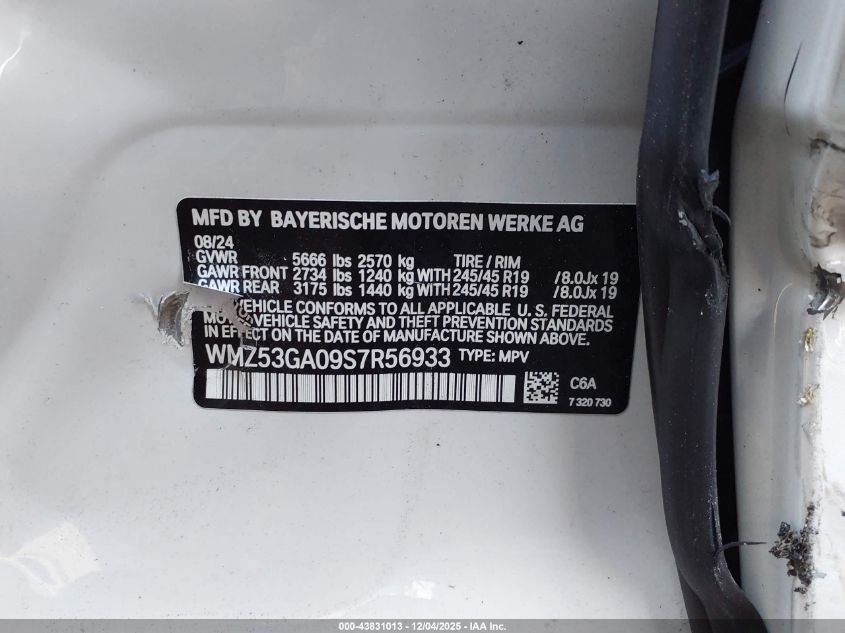 MFD BY BAYERISCHE MOTOREN WERKE AG
08/24
GVWR 5666 lbs 2570 kg TIRE / RIM
GAWR FRONT 2734 lbs 1240 kg WITH 245/45 R19 /8.0Jx 19
GAWR REAR 3175 lbs 1440 kg WITH 245/45 R19 /8.0Jx 19
VEHICLE CONFORMS TO ALL APPLICABLE U. S. FEDERAL
MOTOR VEHICLE SAFETY AND THEFT PREVENTION STANDARDS
IN EFFECT ON THE DATE OF MANUFACTURE SHOWN ABOVE.
WMZ53GA09S7R56933 TYPE: MPV
C6A
7 320 730
000-43831013 - 12/04/2025 - IAA Inc.